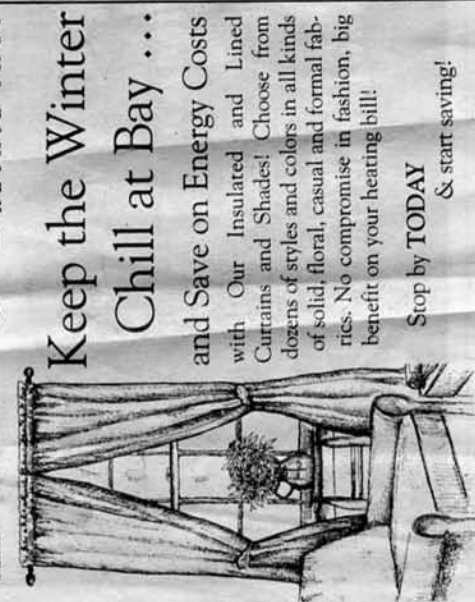 Keep the Winter
Chill at Bay ...
and Save on Energy Costs
with Our Insulated and Lined
Curtains and Shades! Choose from
dozens of styles and colors in all kinds
of solid, floral, casual and formal fab-
rics. No compromise in fashion, big
benefit on your heating bill!
Stop by TODAY
& start saving!